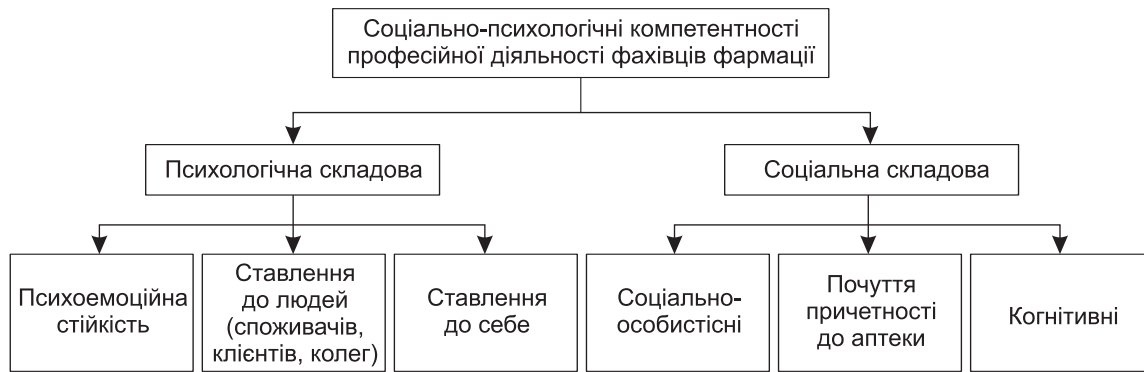 Соціально-психологічні компетентності
професійної діяльності фахівців фармації
Психологічна складова
Соціальна складова
Психоемоційна
стійкість
Ставлення
до людей
(споживачів,
клієнтів, колег)
Ставлення
до себе
Соціально-
особистісні
Почуття
причетності
до аптеки
Когнітивні